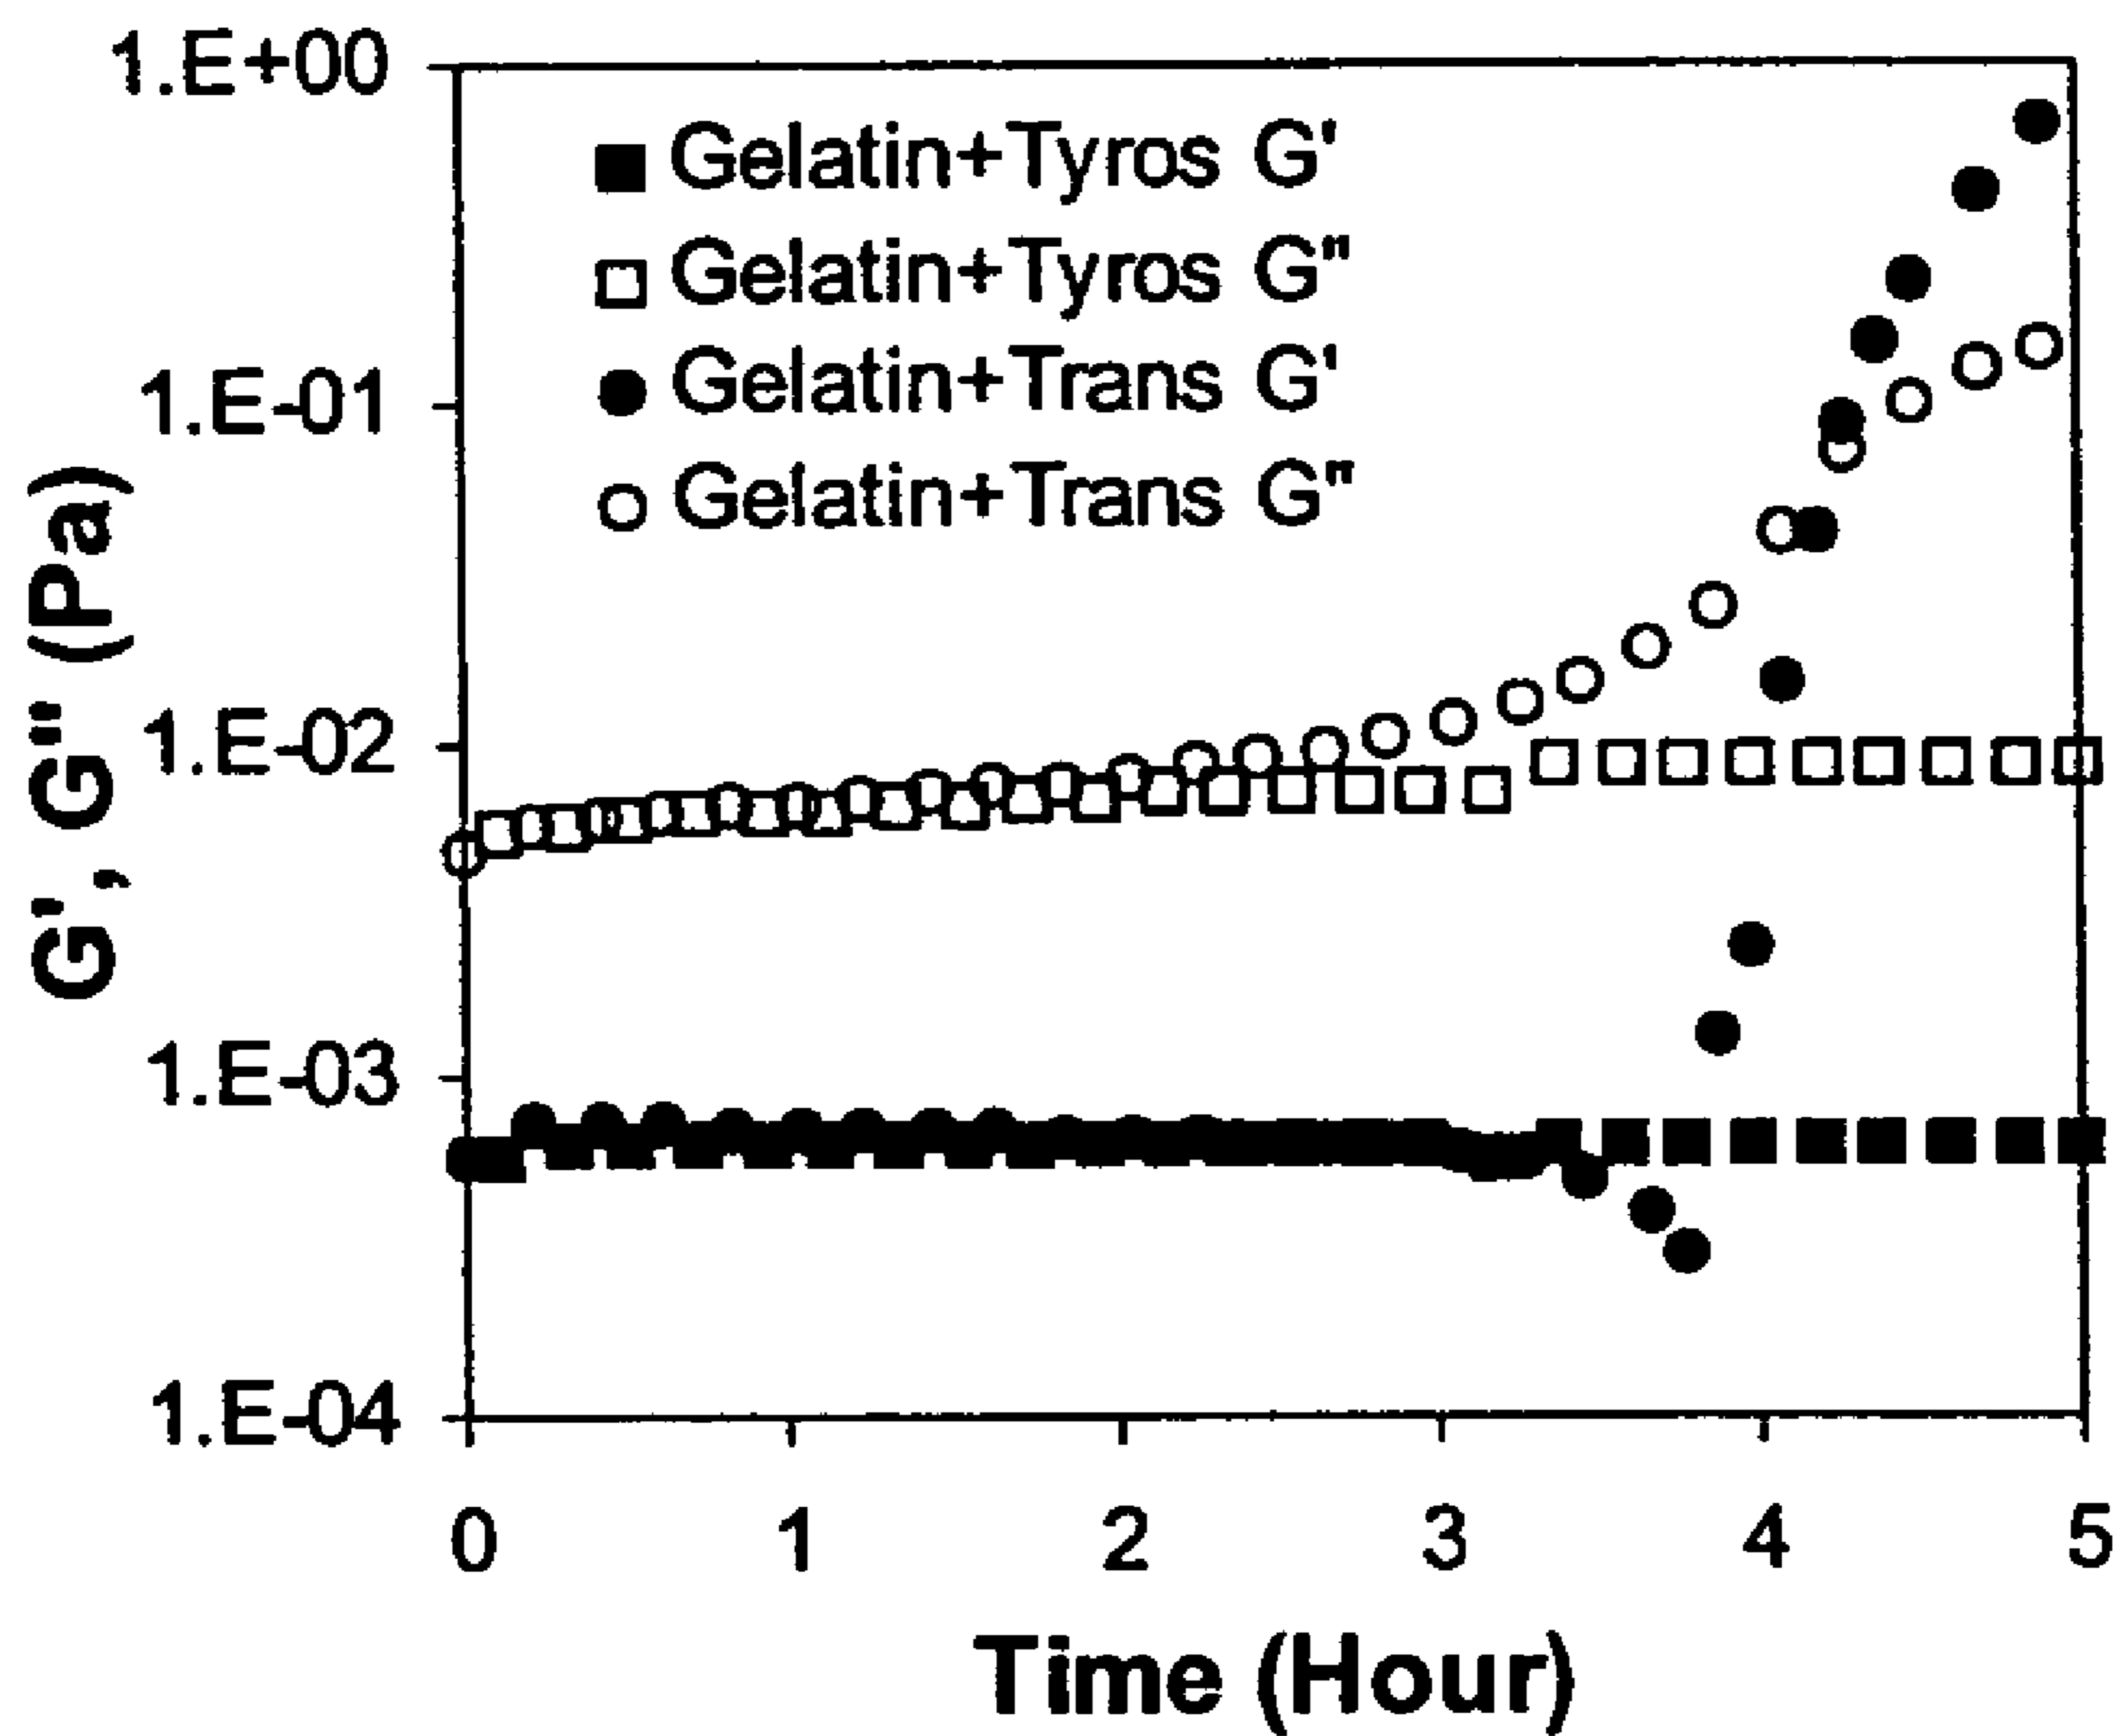 1.E+00
1.E-01
1.E-02
1.E-03
1.E-04
G', G" (Pa)
Gelatin+Tyros G'
Gelatin+Tyros G"
Gelatin+Trans G'
Gelatin+Trans G"
0 1 2 3 4 5
Time (Hour)